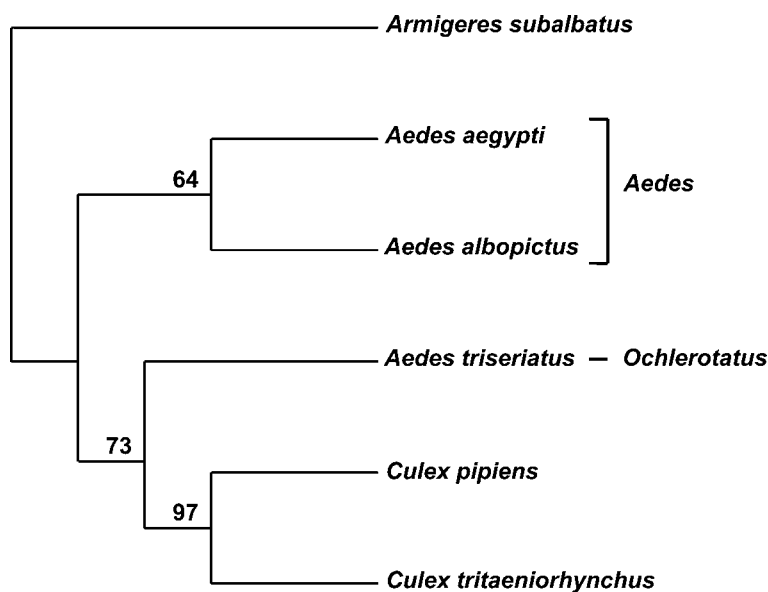 Armigeres subalbatus
Aedes aegypti
64
Aedes
Aedes albopictus
Aedes triseriatus – Ochlerotatus
73
Culex pipiens
97
Culex tritaeniorhynchus